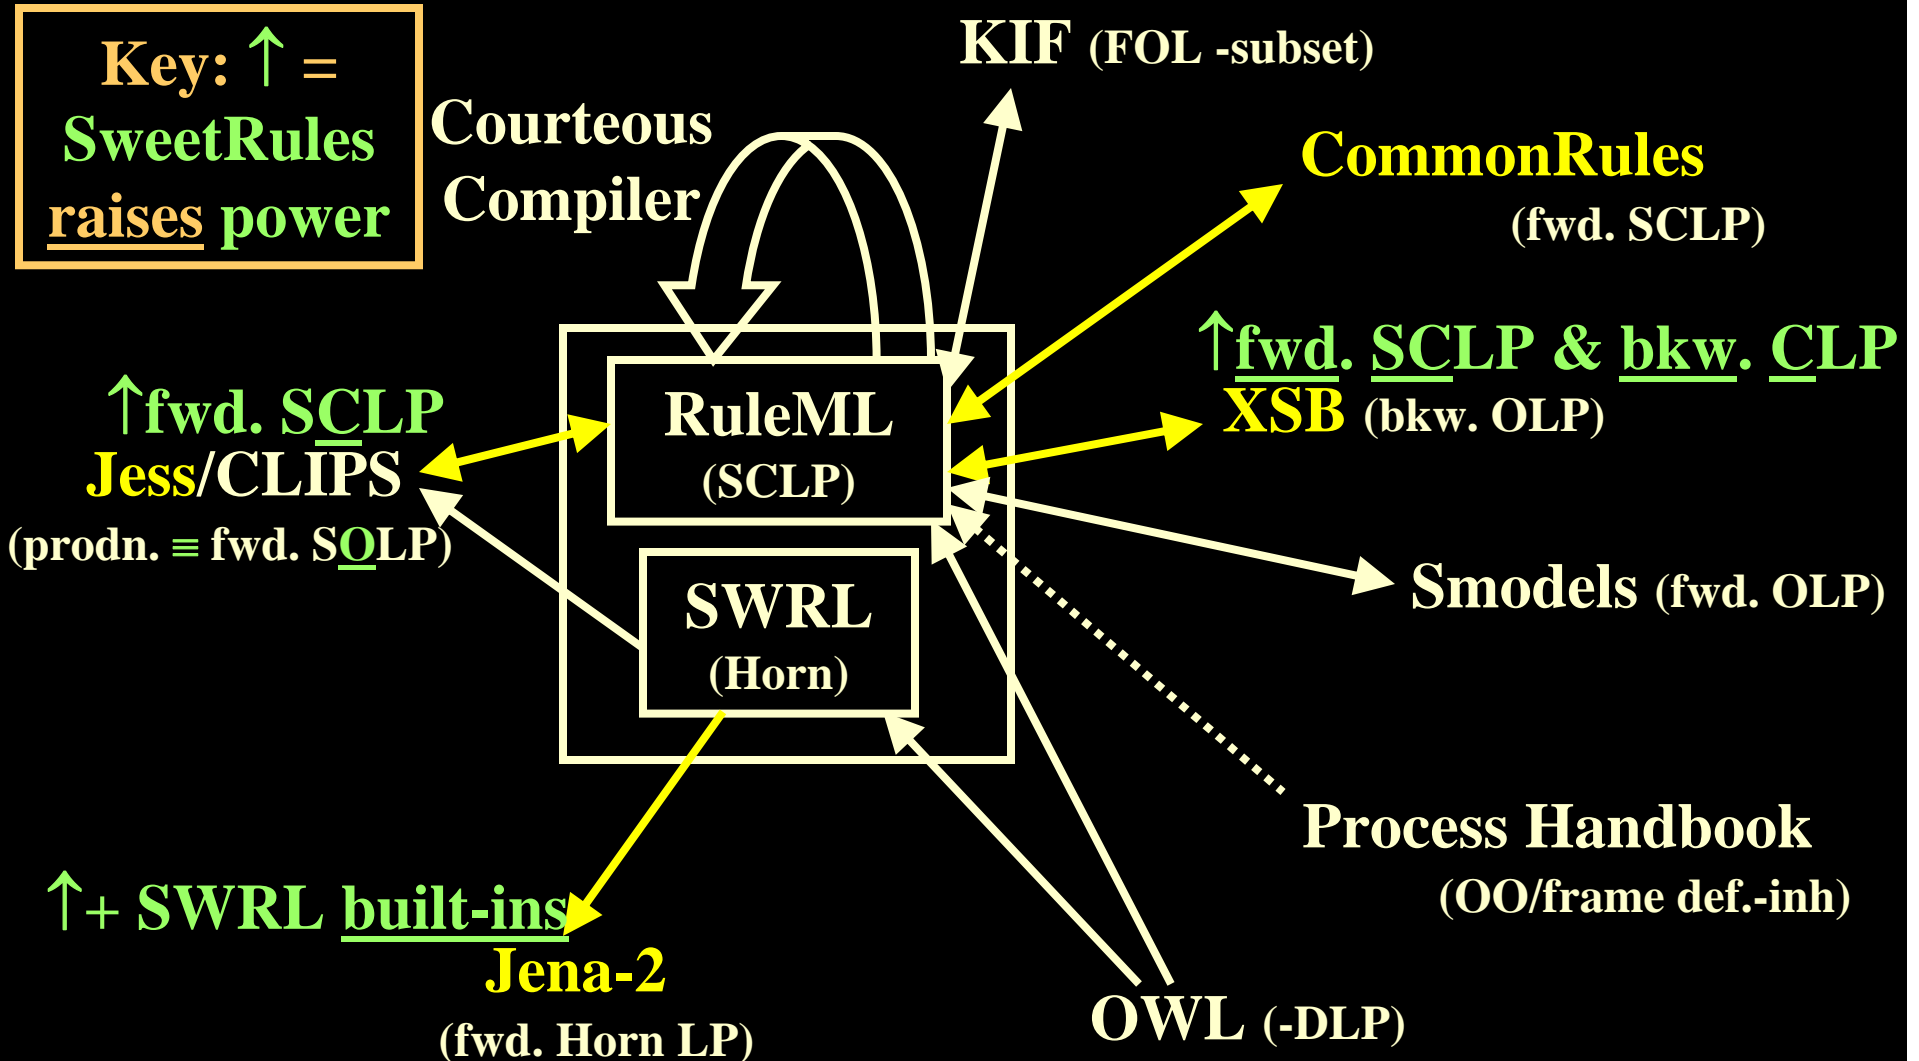 Key: ↑ =
SweetRules
raises power
Courteous
Compiler
KIF (FOL -subset)
CommonRules
(fwd. SCLP)
↑fwd. SCLP & bkw. CLP
XSB (bkw. OLP)
↑fwd. SCLP
Jess/CLIPS
(prodn. ≡ fwd. SOLP)
RuleML
(SCLP)
SWRL
(Horn)
Smodels (fwd. OLP)
Process Handbook
(OO/frame def.-inh)
↑+ SWRL built-ins
Jena-2
(fwd. Horn LP)
OWL (-DLP)